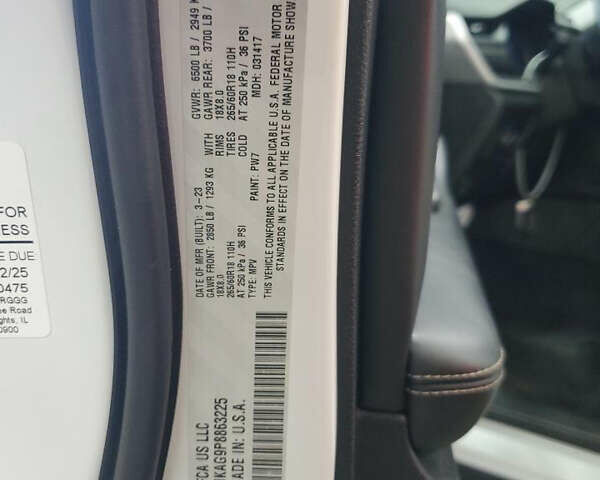 FOR
ESS
E DUE
2/25
0475
RGGG
Road
ghts, IL
0900
FCA US LLC
KAG9P8863225
MADE IN: U.S.A.
DATE OF MFR (BUILT): 3-23 GVWR: 6500 LB / 2949 K
GAWR FRONT: 2850 LB / 1293 KG WITH GAWR REAR: 3700 LB /
18X8.0 RIMS 18X8.0
265/60R18 110H TIRES 265/60R18 110H
AT 250 kPa / 36 PSI COLD AT 250 kPa / 36 PSI
TYPE: MPV PAINT: PW7 MDH: 031417
THIS VEHICLE CONFORMS TO ALL APPLICABLE U.S.A. FEDERAL MOTOR
STANDARDS IN EFFECT ON THE DATE OF MANUFACTURE SHOW